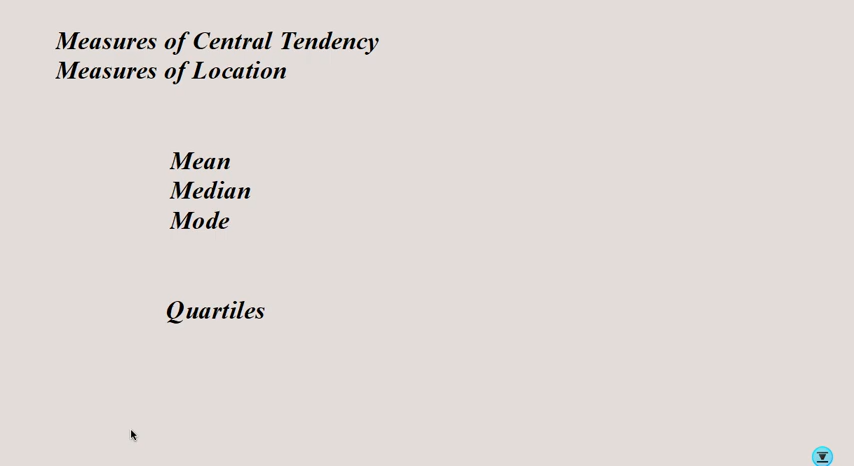 Measures of Central Tendency
Measures of Location
Mean
Median
Mode
Quartiles